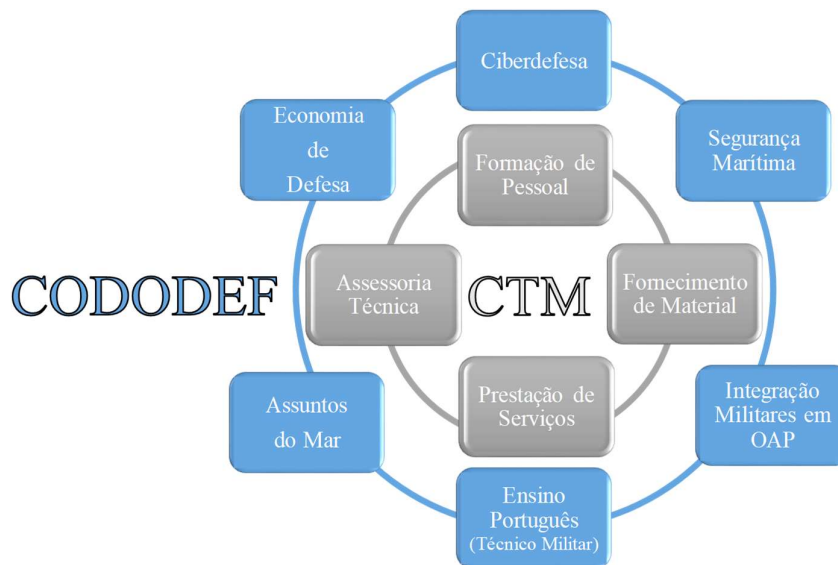 Ciberdefesa
Economia
de
Defesa
Segurança
Marítima
Formação de
Pessoal
CODODEF
Assessoria
Técnica
CTM
Fornecimento
de Material
Prestação de
Serviços
Assuntos
do Mar
Integração
Militares em
OAP
Ensino
Português
(Técnico Militar)